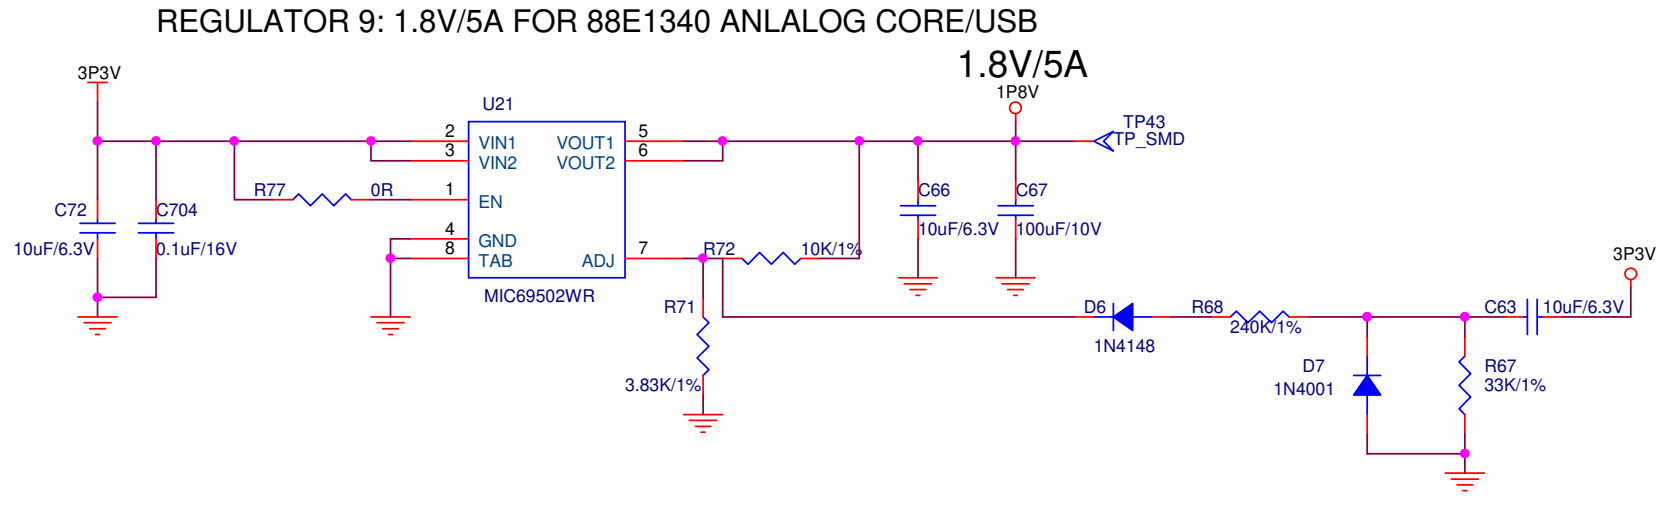 REGULATOR 9: 1.8V/5A FOR 88E1340 ANLALOG CORE/USB
1.8V/5A
3P3V
1P8V
U21
TP43
TP_SMD
2
VIN1
VOUT1
5
3
VIN2
VOUT2
6
R77
0R
1
EN
C66
10uF/6.3V
C67
100uF/10V
C72
10uF/6.3V
C704
0.1uF/16V
4
GND
8
TAB
ADJ
7
R72
10K/1%
MIC69502WR
3P3V
R71
3.83K/1%
D6
1N4148
R68
240K/1%
C63
10uF/6.3V
D7
1N4001
R67
33K/1%